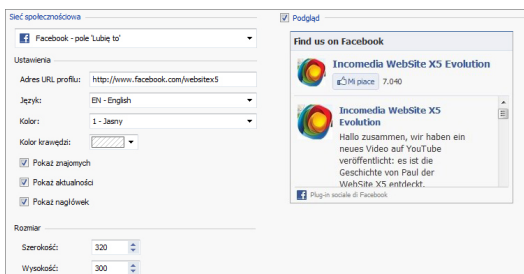 Sieć społecznościowa
Facebook - pole 'Lubię to'
Ustawienia
Adres URL profilu: http://www.facebook.com/websitex5
Język: EN - English
Kolor: 1 - Jasny
Kolor krawędzi:
Pokaż znajomych
Pokaż aktualności
Pokaż nagłówek
Rozmiar
Szerokość: 320
Wysokość: 300
Podgląd
Find us on Facebook
Incomedia WebSite X5 Evolution
Mi piace 7.040
Incomedia WebSite X5
Evolution
Hallo zusammen, wir haben ein
neues Video auf YouTube
veröffentlicht: es ist die
Geschichte von Paul der
WebSite X5 entdeckt.
Plug-in sociale di Facebook